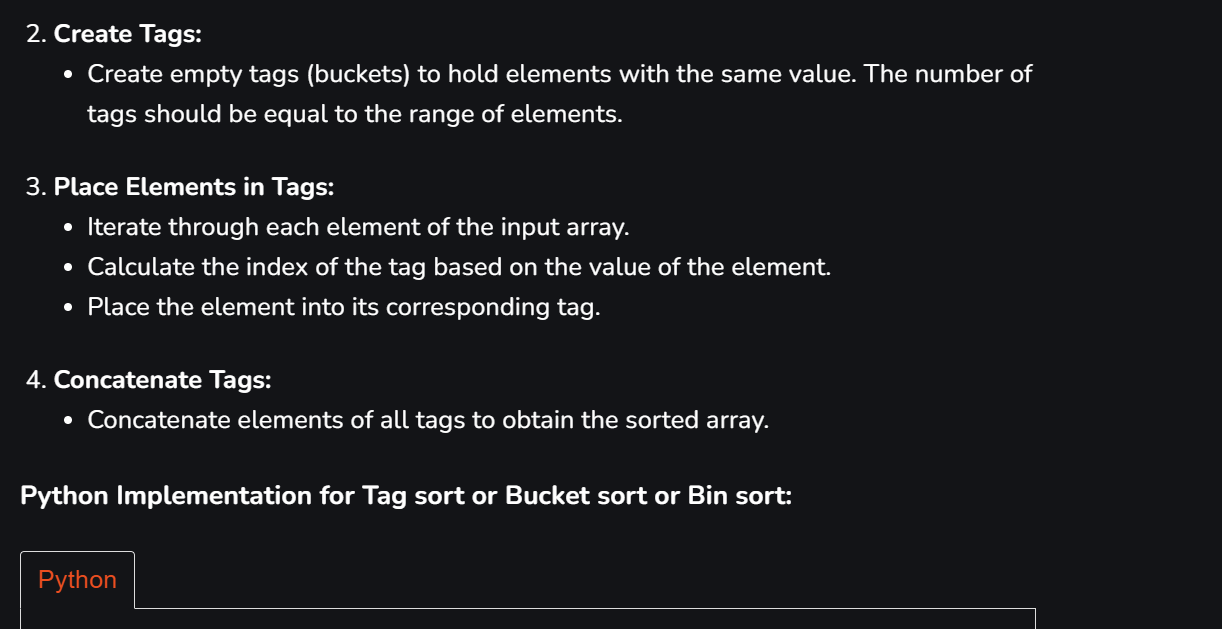 2. Create Tags:
• Create empty tags (buckets) to hold elements with the same value. The number of
tags should be equal to the range of elements.
3. Place Elements in Tags:
• Iterate through each element of the input array.
• Calculate the index of the tag based on the value of the element.
• Place the element into its corresponding tag.
4. Concatenate Tags:
• Concatenate elements of all tags to obtain the sorted array.
Python Implementation for Tag sort or Bucket sort or Bin sort:
Python